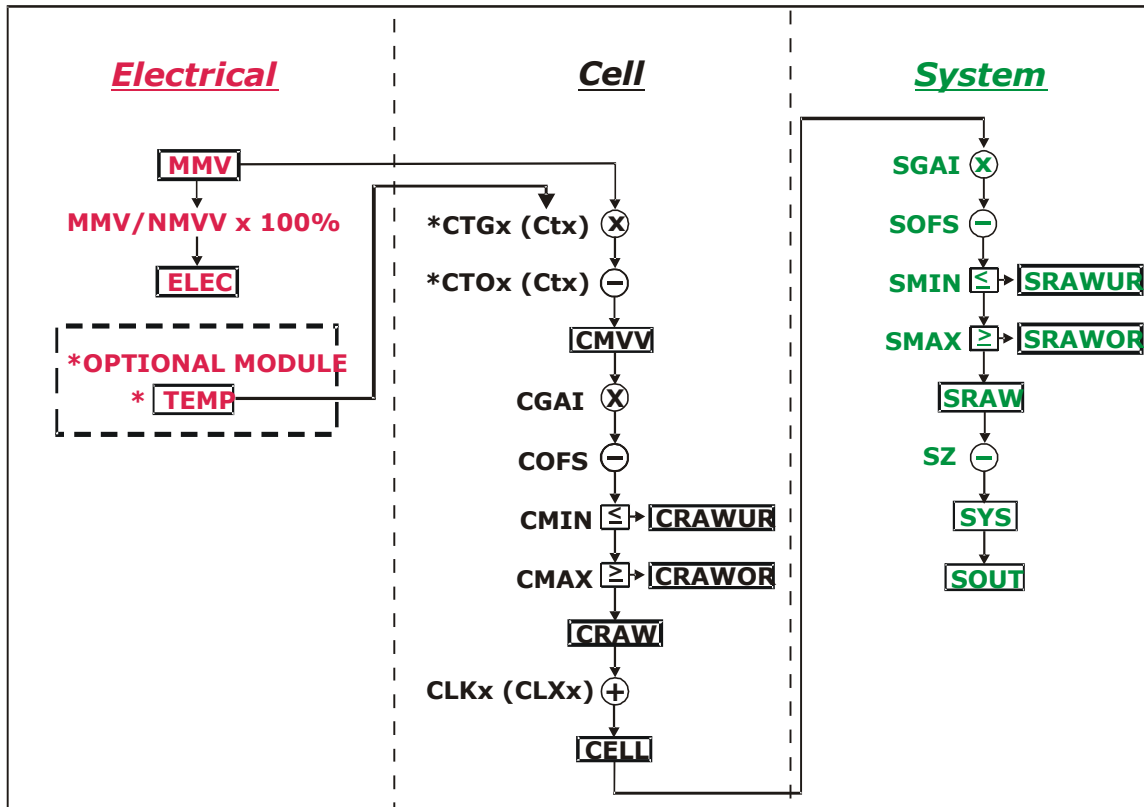 Electrical
MMV
MMV/NMVV x 100%
ELEC
*OPTIONAL MODULE
* TEMP
Cell
*CTGx (Ctx) x
*CTOx (Ctx) −
CMVV
CGAI x
COFS −
CMIN ≤ CRAWUR
CMAX ≥ CRAWOR
CRAW
CLKx (CLXx) +
CELL
System
SGAI x
SOFS −
SMIN ≤ SRAWUR
SMAX ≥ SRAWOR
SRAW
SZ −
SYS
SOUT